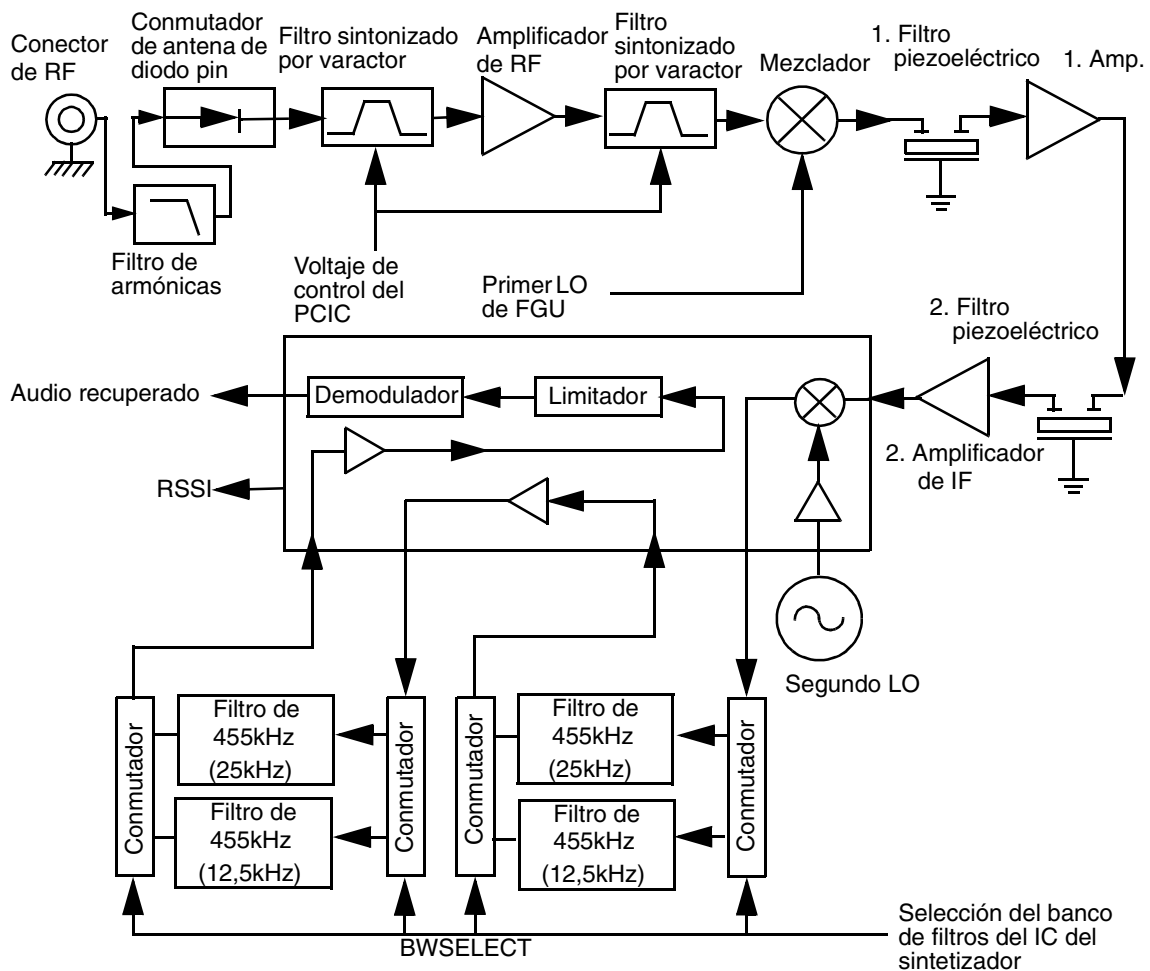 Conector
de RF
Conmutador
de antena de
diodo pin
Filtro sintonizado
por varactor
Amplificador
de RF
Filtro
sintonizado
por varactor
Mezclador
1. Filtro
piezoeléctrico
1. Amp.
Filtro de
armónicas
Voltaje de
control del
PCIC
Primer LO
de FGU
2. Filtro
piezoeléctrico
Audio recuperado
Demodulador
Limitador
2. Amplificador
de IF
RSSI
Segundo LO
Conmutador
Filtro de
455kHz
(25kHz)
Filtro de
455kHz
(12,5kHz)
Conmutador
Conmutador
Filtro de
455kHz
(25kHz)
Filtro de
455kHz
(12,5kHz)
Conmutador
BWSELECT
Selección del banco
de filtros del IC del
sintetizador